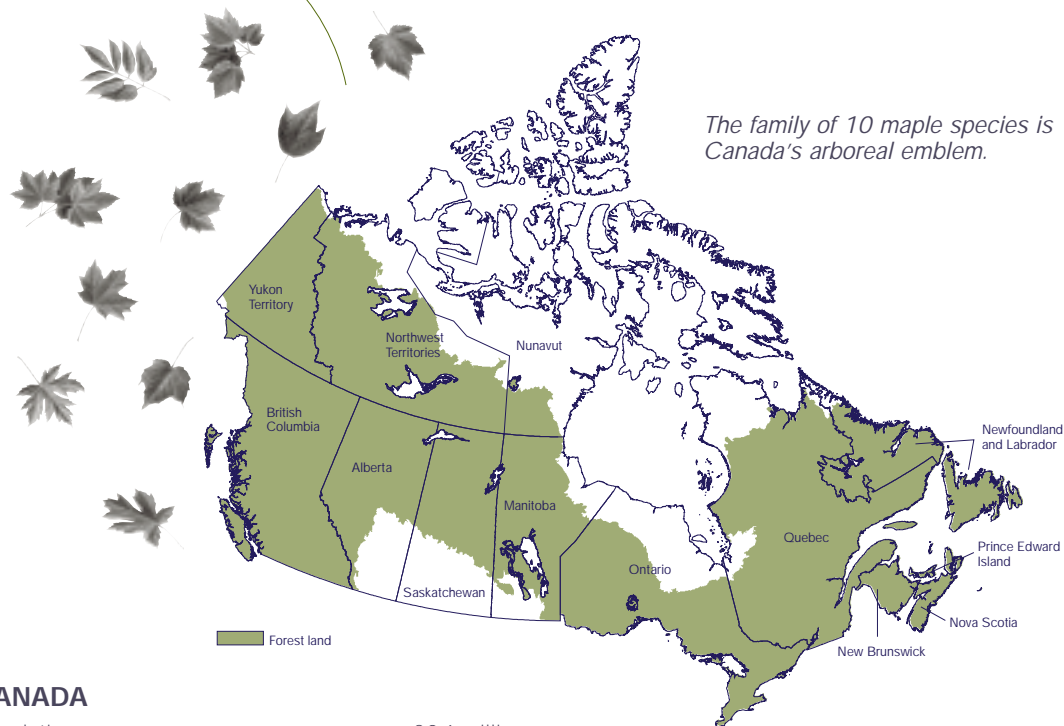 The family of 10 maple species is
Canada's arboreal emblem.
Yukon
Territory
Northwest
Territories
Nunavut
British
Columbia
Alberta
Newfoundland
and Labrador
Manitoba
Quebec
Prince Edward
Island
Ontario
Saskatchewan
Nova Scotia
Forest land
New Brunswick
ANADA